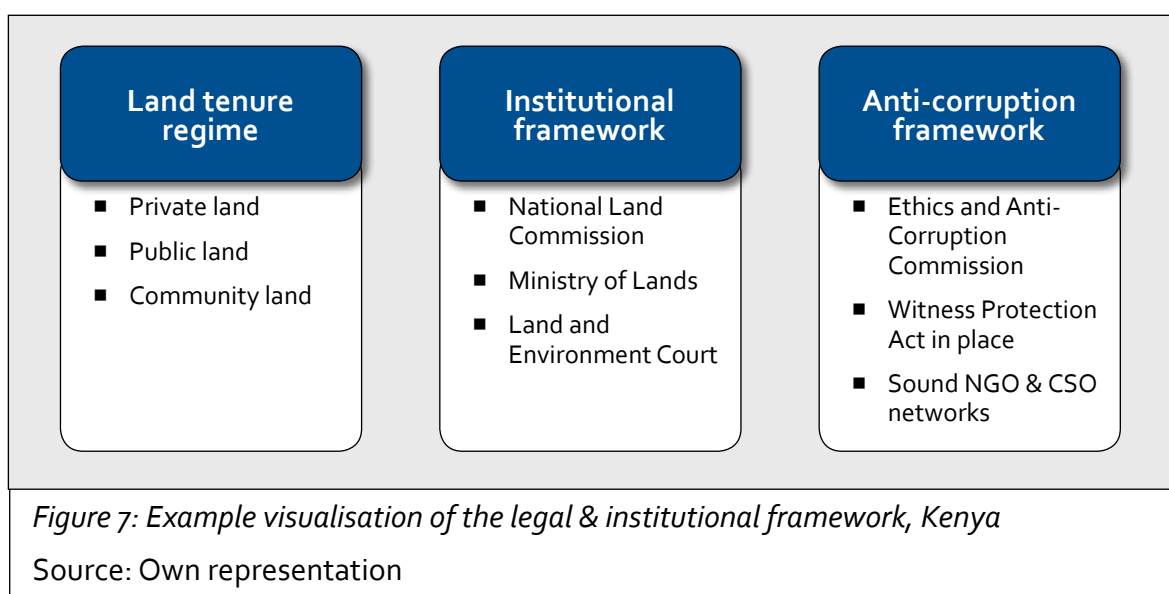 Land tenure
regime
■ Private land
■ Public land
■ Community land
Institutional
framework
■ National Land
Commission
■ Ministry of Lands
■ Land and
Environment Court
Anti-corruption
framework
■ Ethics and Anti-
Corruption
Commission
■ Witness Protection
Act in place
■ Sound NGO & CSO
networks
Figure 7: Example visualisation of the legal & institutional framework, Kenya
Source: Own representation